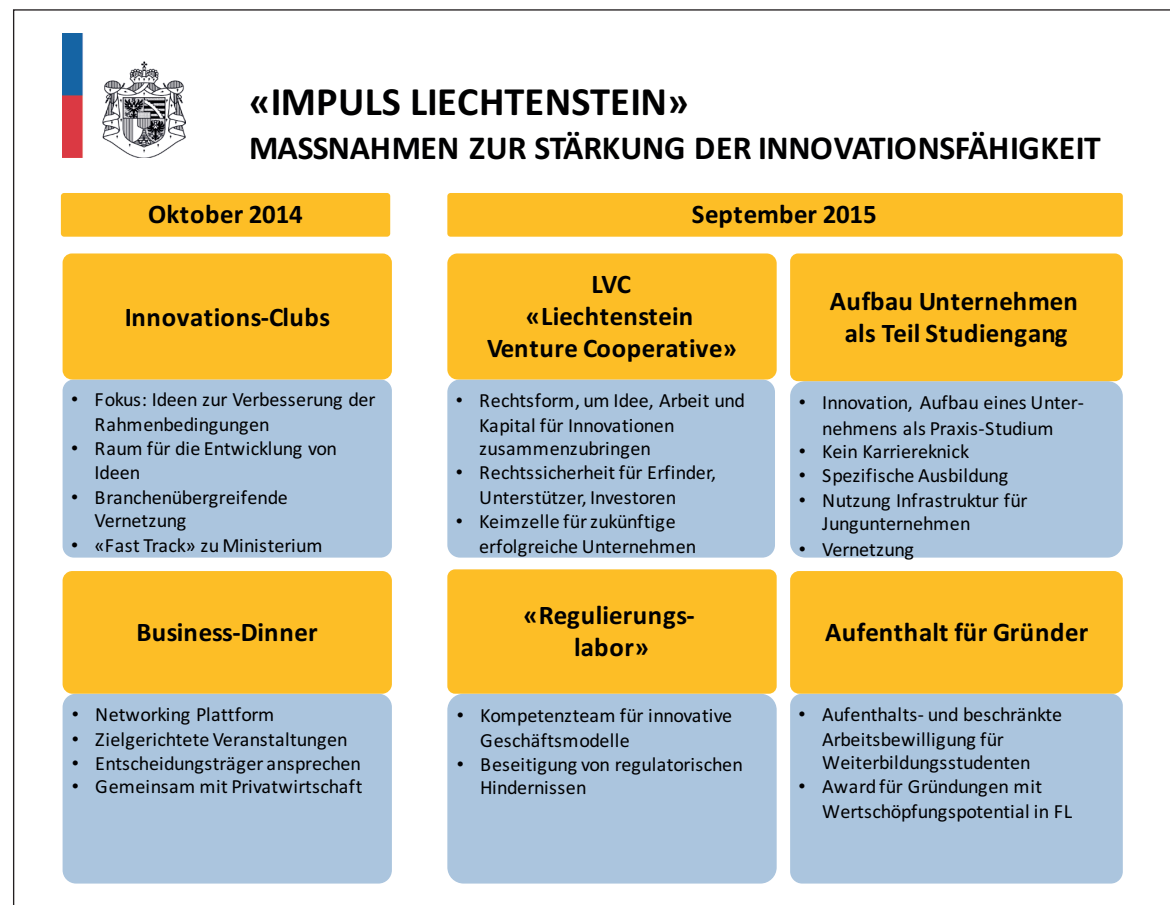 «IMPULS LIECHTENSTEIN»
MASSNAHMEN ZUR STÄRKUNG DER INNOVATIONSFÄHIGKEIT
Oktober 2014
September 2015
Innovations-Clubs
• Fokus: Ideen zur Verbesserung der
Rahmenbedingungen
• Raum für die Entwicklung von
Ideen
• Branchenübergreifende
Vernetzung
• «Fast Track» zu Ministerium
LVC
«Liechtenstein
Venture Cooperative»
• Rechtsform, um Idee, Arbeit und
Kapital für Innovationen
zusammenzubringen
• Rechtssicherheit für Erfinder,
Unterstützer, Investoren
• Keimzelle für zukünftige
erfolgreiche Unternehmen
Aufbau Unternehmen
als Teil Studiengang
• Innovation, Aufbau eines Unter-
nehmens als Praxis-Studium
• Kein Karriereknick
• Spezifische Ausbildung
• Nutzung Infrastruktur für
Jungunternehmen
• Vernetzung
Business-Dinner
• Networking Plattform
• Zielgerichtete Veranstaltungen
• Entscheidungsträger ansprechen
• Gemeinsam mit Privatwirtschaft
«Regulierungs-
labor»
• Kompetenzteam für innovative
Geschäftsmodelle
• Beseitigung von regulatorischen
Hindernissen
Aufenthalt für Gründer
• Aufenthalts- und beschränkte
Arbeitsbewilligung für
Weiterbildungsstudenten
• Award für Gründungen mit
Wertschöpfungspotential in FL